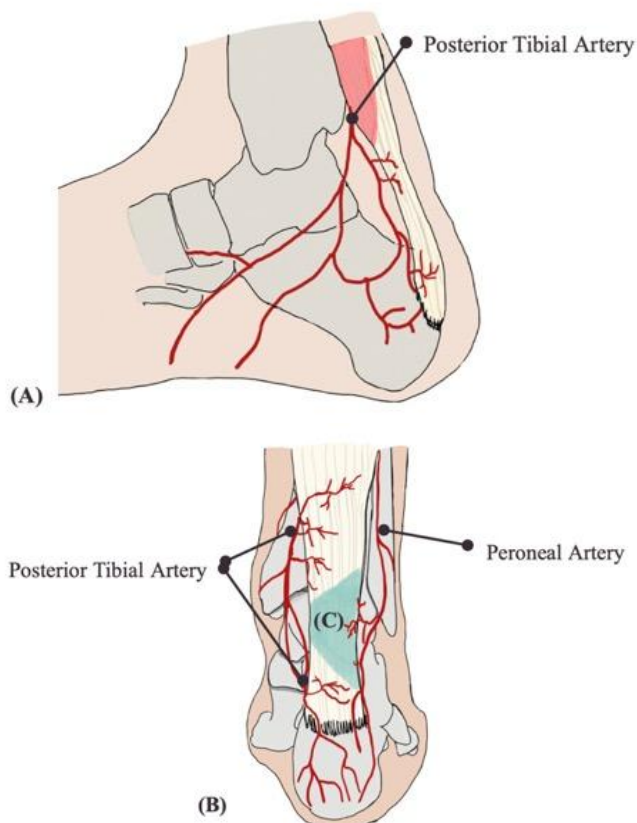 Posterior Tibial Artery
(A)
Posterior Tibial Artery
Peroneal Artery
(C)
(B)